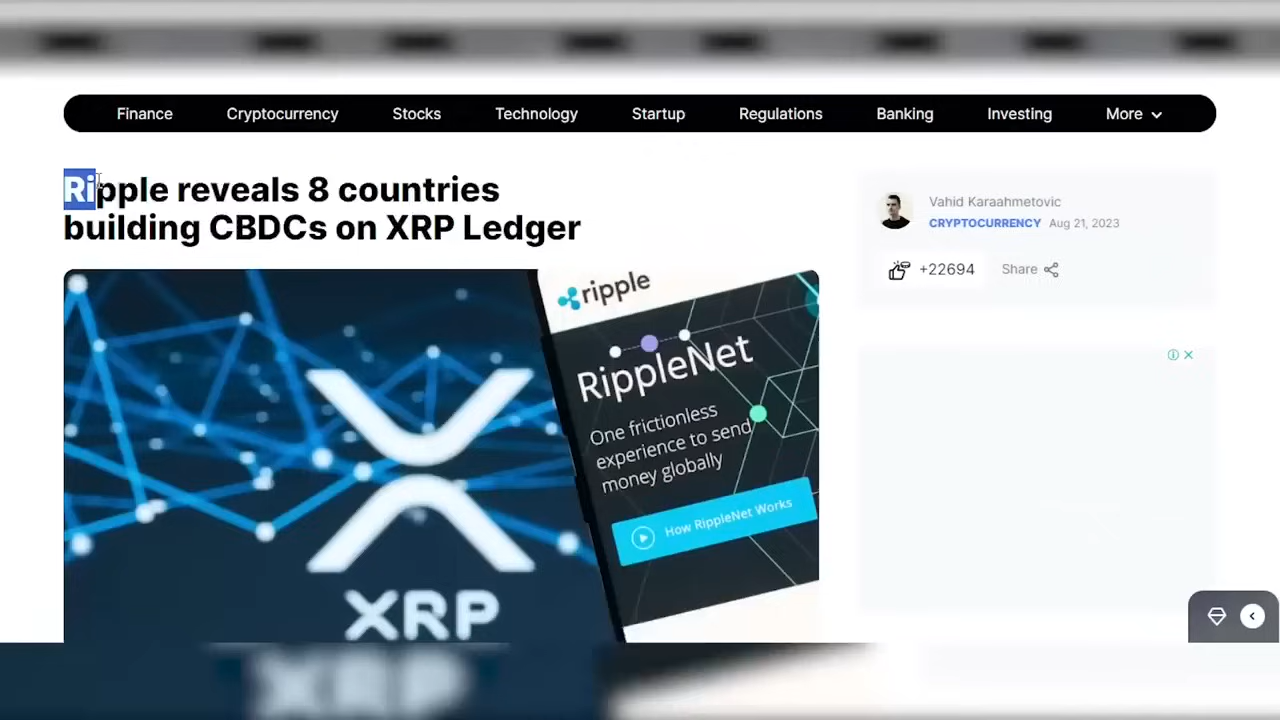 Finance Cryptocurrency Stocks Technology Startup Regulations Banking Investing More
Ripple reveals 8 countries
building CBDCs on XRP Ledger
Vahid Karaahmetovic
CRYPTOCURRENCY Aug 21, 2023
+22694 Share
ripple
RippleNet
One frictionless
experience to send
money globally
How RippleNet Works
XRP
XRP